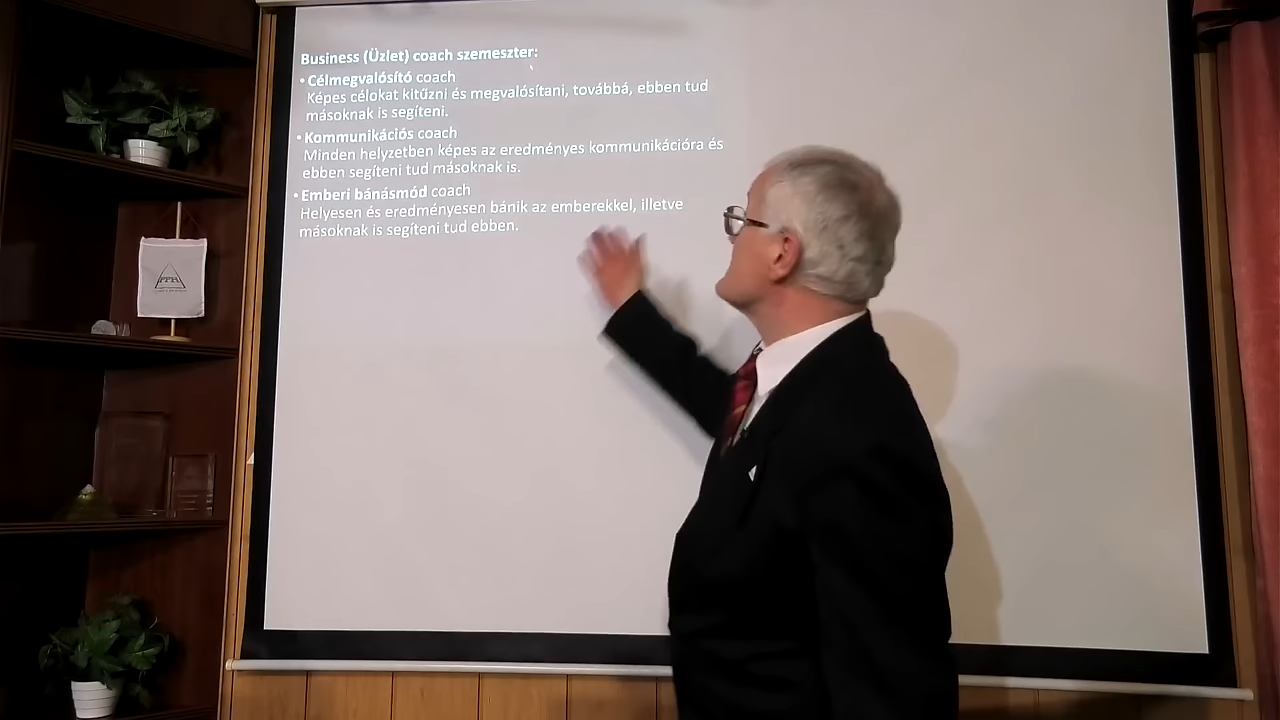 Business (Üzlet) coach szemeszter:
• Célmegvalósító coach
Képes célokat kitűzni és megvalósítani, továbbá, ebben tud
másoknak is segíteni.
• Kommunikációs coach
Minden helyzetben képes az eredményes kommunikációra és
ebben segíteni tud másoknak is.
• Emberi bánásmód coach
Helyesen és eredményesen bánik az emberekkel, illetve
másoknak is segíteni tud ebben.